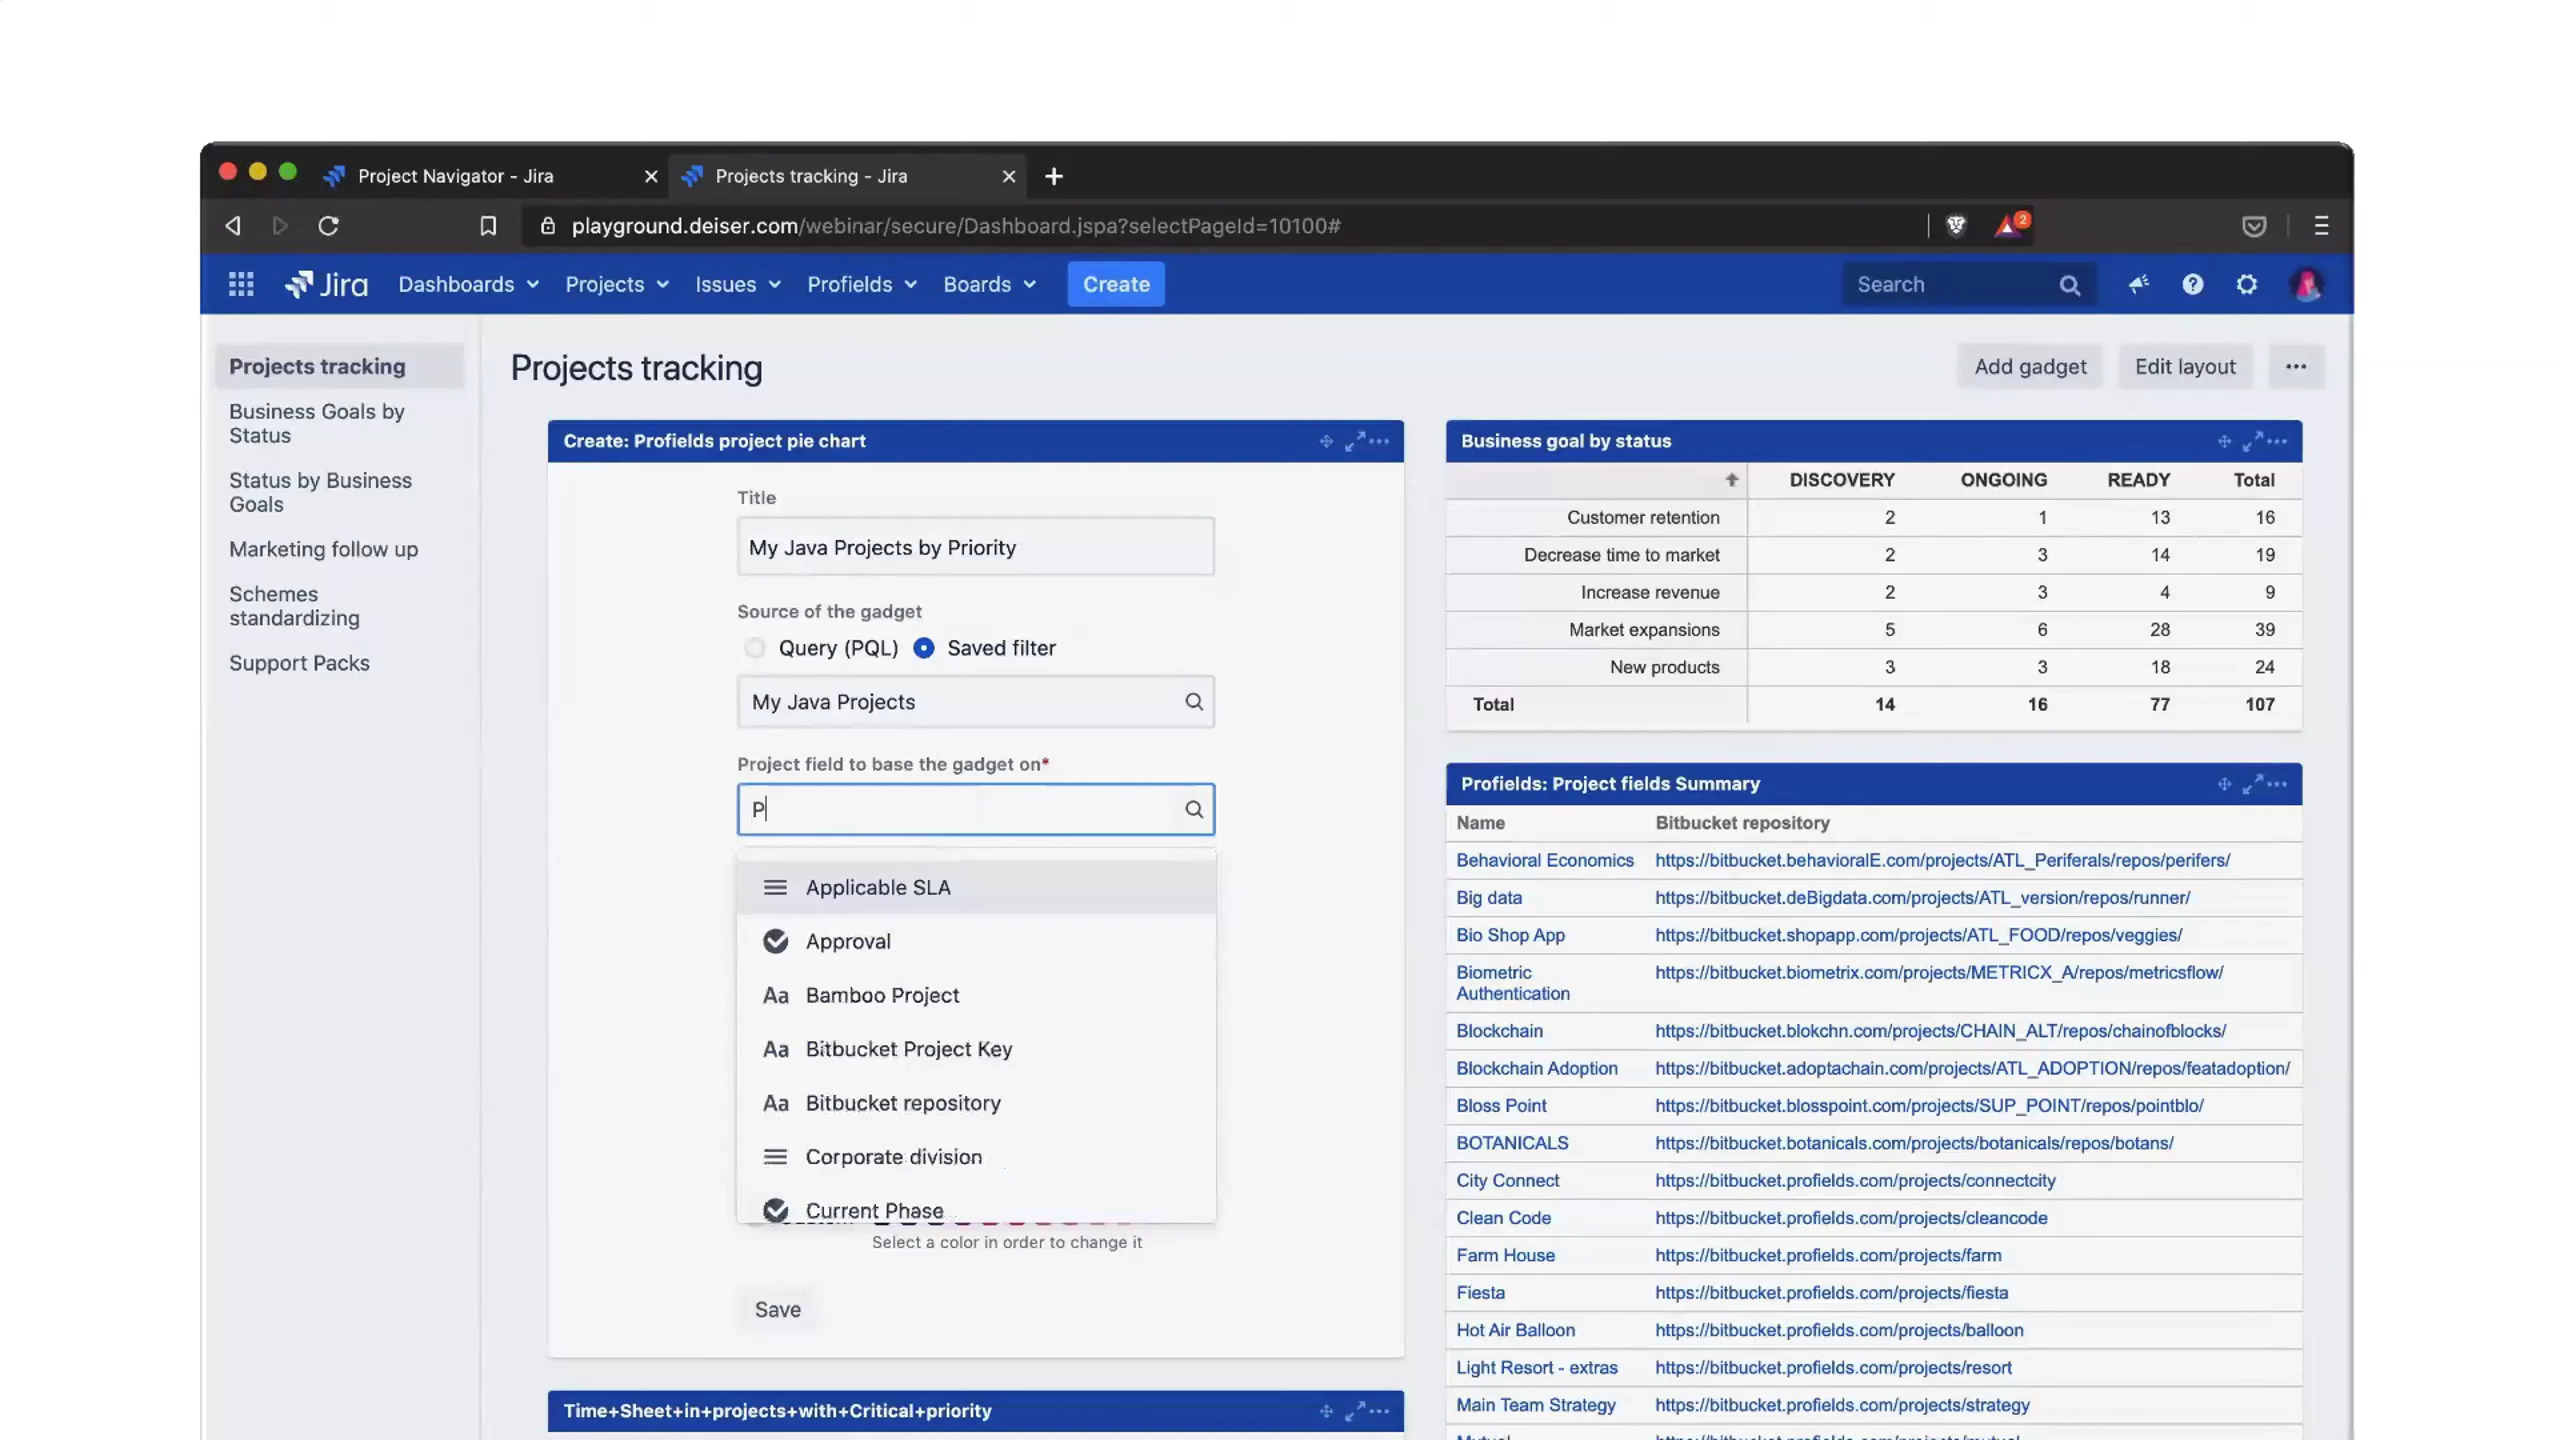 Project Navigator - Jira
Projects tracking - Jira
playground.deiser.com/webinar/secure/Dashboard.jspa?selectPageId=10100#
2
Jira
Dashboards
Projects
Issues
Profields
Boards
Create
Search
Projects tracking
Business Goals by
Status
Status by Business
Goals
Marketing follow up
Schemes
standardizing
Support Packs
Projects tracking
Add gadget
Edit layout
Create: Profields project pie chart
Title
My Java Projects by Priority
Source of the gadget
Query (PQL)
Saved filter
My Java Projects
Project field to base the gadget on*
P
Applicable SLA
Approval
Aa Bamboo Project
Aa Bitbucket Project Key
Aa Bitbucket repository
Corporate division
Current Phase
Select a color in order to change it
Save
Time+Sheet+in+projects+with+Critical+priority
Business goal by status
DISCOVERY ONGOING READY Total
Customer retention 2 1 13 16
Decrease time to market 2 3 14 19
Increase revenue 2 3 4 9
Market expansions 5 6 28 39
New products 3 3 18 24
Total 14 16 77 107
Profields: Project fields Summary
Name Bitbucket repository
Behavioral Economics https://bitbucket.behavioralE.com/projects/ATL_Periferals/repos/perifers/
Big data https://bitbucket.deBigdata.com/projects/ATL_version/repos/runner/
Bio Shop App https://bitbucket.shopapp.com/projects/ATL_FOOD/repos/veggies/
Biometric https://bitbucket.biometrix.com/projects/METRICX_A/repos/metricsflow/
Authentication
Blockchain https://bitbucket.blokchn.com/projects/CHAIN_ALT/repos/chainofblocks/
Blockchain Adoption https://bitbucket.adoptachain.com/projects/ATL_ADOPTION/repos/featadoption/
Bloss Point https://bitbucket.blosspoint.com/projects/SUP_POINT/repos/pointblo/
BOTANICALS https://bitbucket.botanicals.com/projects/botanicals/repos/botans/
City Connect https://bitbucket.profields.com/projects/connectcity
Clean Code https://bitbucket.profields.com/projects/cleancode
Farm House https://bitbucket.profields.com/projects/farm
Fiesta https://bitbucket.profields.com/projects/fiesta
Hot Air Balloon https://bitbucket.profields.com/projects/balloon
Light Resort - extras https://bitbucket.profields.com/projects/resort
Main Team Strategy https://bitbucket.profields.com/projects/strategy